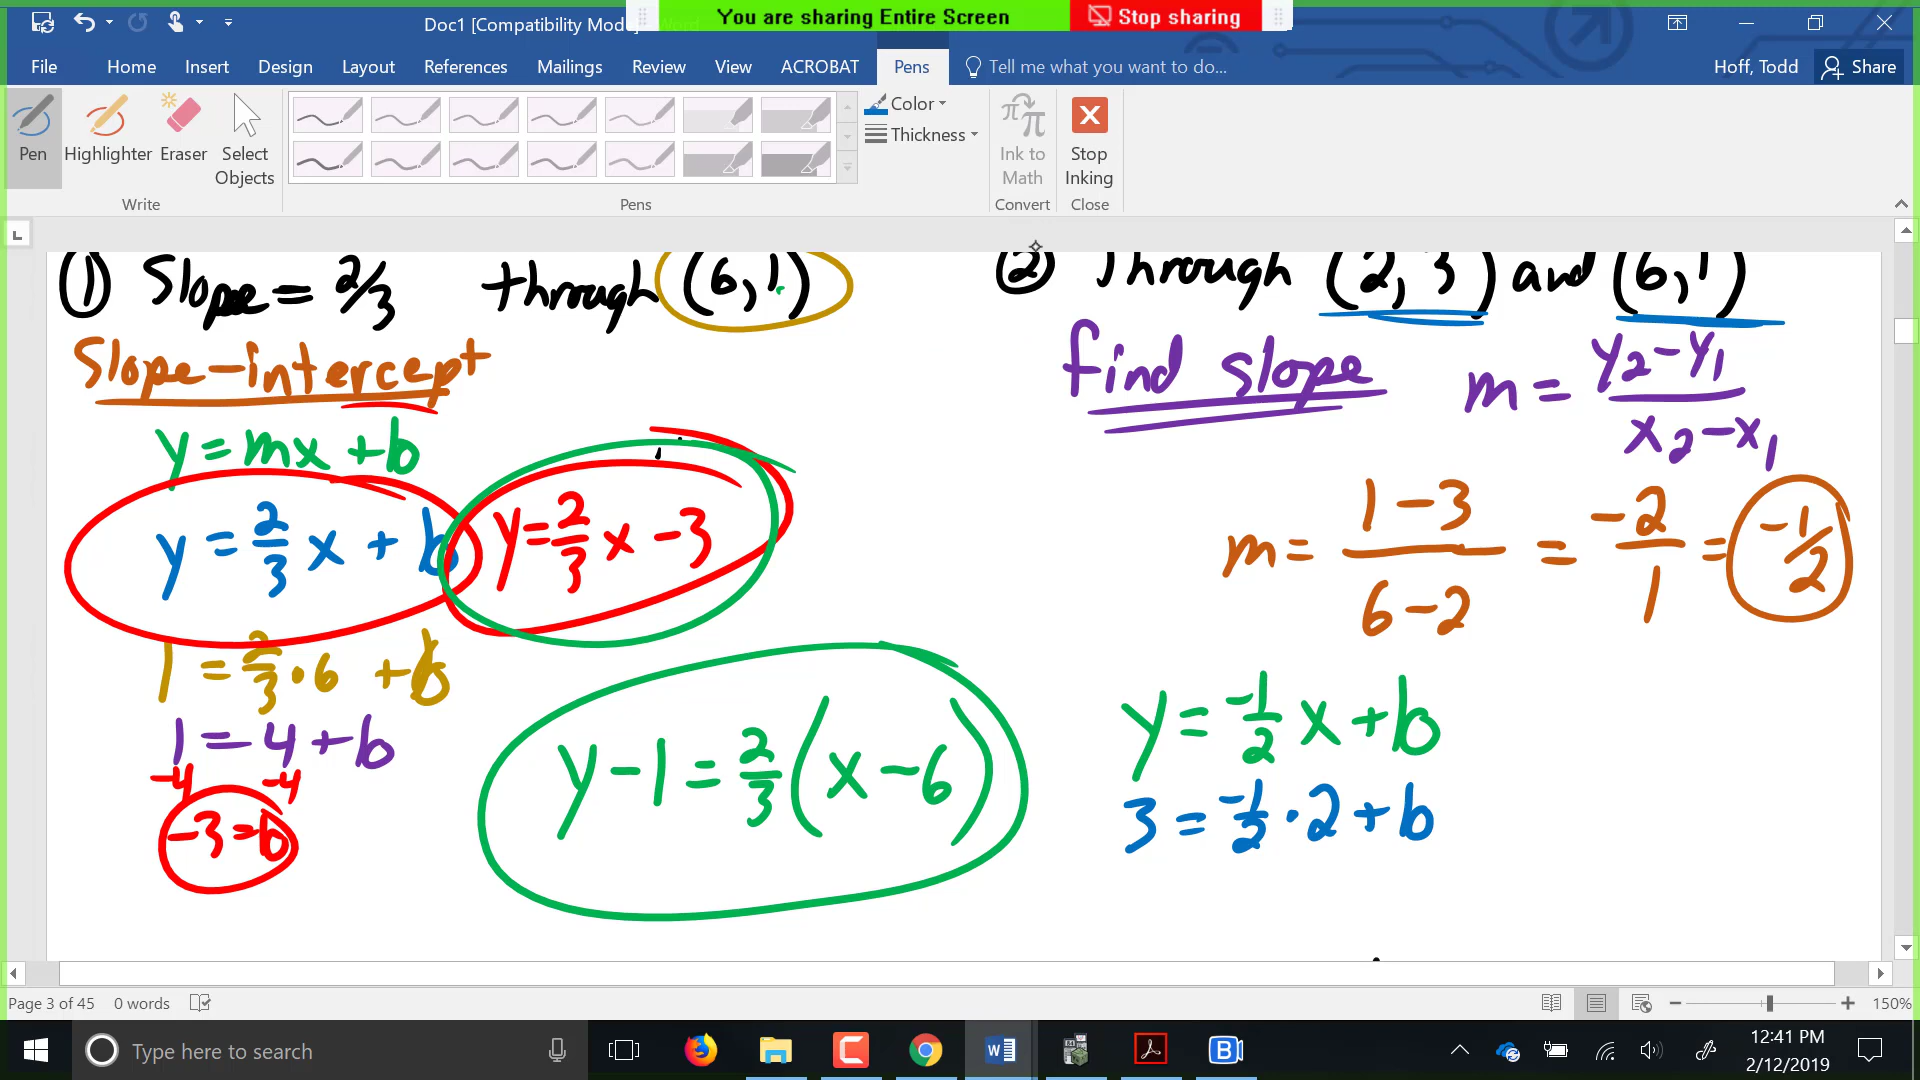 You are sharing Entire Screen
Stop sharing
Doc1 [Compatibility Mod
File Home Insert Design Layout References Mailings Review View ACROBAT Pens Tell me what you want to do... Hoff, Todd Share
Pen Highlighter Eraser Select Objects
Color
Thickness
Ink to Math
Stop Inking
Write Pens Convert Close
① Slope = 2/3 through (6, 1)
Slope-intercept
y = mx + b
y = 2/3 x + b
y = 2/3 x - 3
1 = 2/3 · 6 + b
1 = 4 + b
-4 -4
-3 = b
y - 1 = 2/3 (x - 6)
② Through (2, 3) and (6, 1)
find slope m = y₂ - y₁ / x₂ - x₁
m = 1 - 3 / 6 - 2 = -2 / 1 = -1/2
y = -1/2 x + b
3 = -1/2 · 2 + b
Page 3 of 45 0 words 150%
Type here to search
12:41 PM
2/12/2019